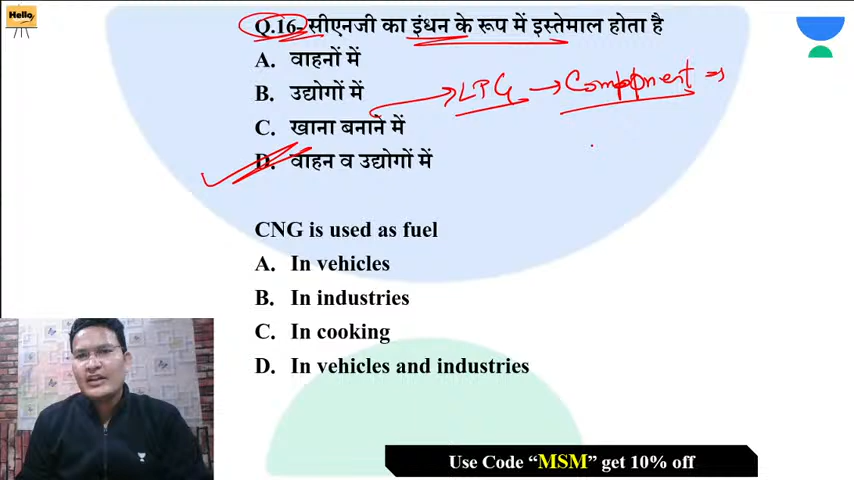 Hello
Q.16- सीएनजी का इंधन के रूप में इस्तेमाल होता है
A. वाहनों में
B. उद्योगों में
LPG → Component ⇒
C. खाना बनाने में
D. वाहन व उद्योगों में
CNG is used as fuel
A. In vehicles
B. In industries
C. In cooking
D. In vehicles and industries
Use Code “MSM” get 10% off